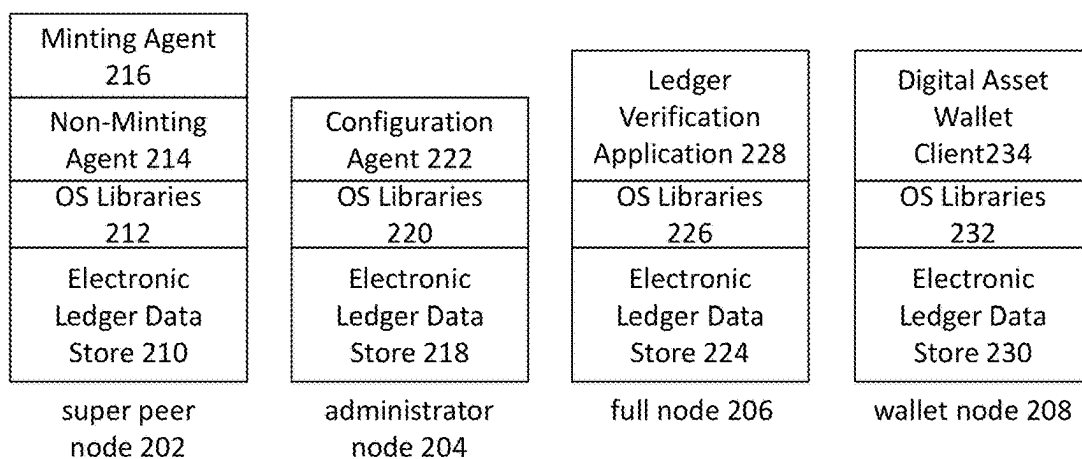 Minting Agent
216
Non-Minting
Agent 214
OS Libraries
212
Electronic
Ledger Data
Store 210
super peer
node 202
Configuration
Agent 222
OS Libraries
220
Electronic
Ledger Data
Store 218
administrator
node 204
Ledger
Verification
Application 228
OS Libraries
226
Electronic
Ledger Data
Store 224
full node 206
Digital Asset
Wallet
Client234
OS Libraries
232
Electronic
Ledger Data
Store 230
wallet node 208